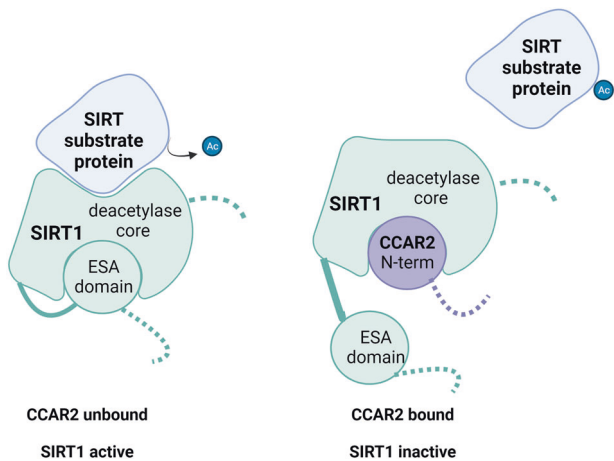 SIRT
substrate
protein
Ac
deacetylase
core
SIRT1
ESA
domain
CCAR2 unbound
SIRT1 active
SIRT
substrate
protein
Ac
deacetylase
core
SIRT1
CCAR2
N-term
ESA
domain
CCAR2 bound
SIRT1 inactive